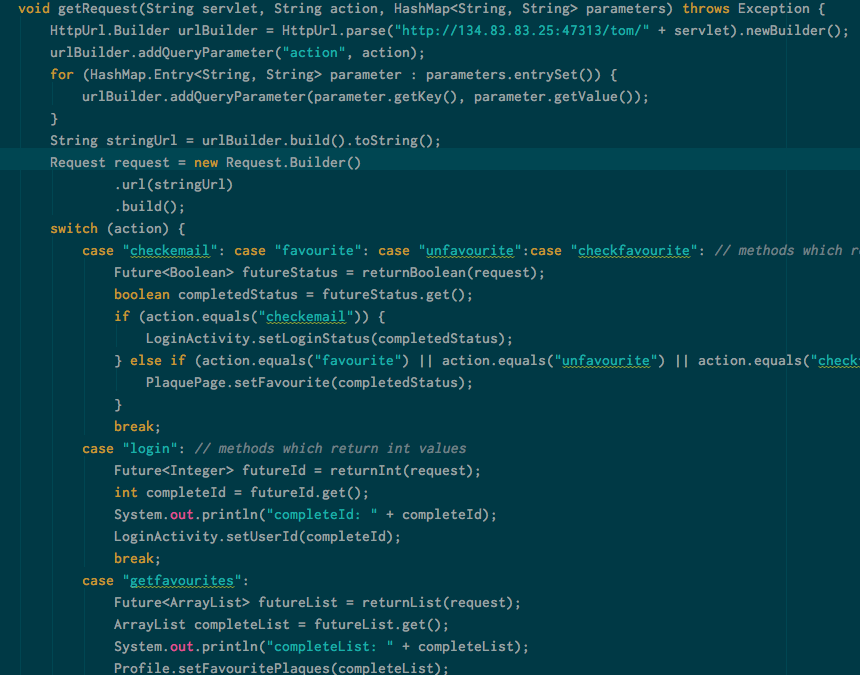 void getRequest(String servlet, String action, HashMap<String, String> parameters) throws Exception {
HttpUrl.Builder urlBuilder = HttpUrl.parse("http://134.83.83.25:47313/tom/" + servlet).newBuilder();
urlBuilder.addQueryParameter("action", action);
for (HashMap.Entry<String, String> parameter : parameters.entrySet()) {
urlBuilder.addQueryParameter(parameter.getKey(), parameter.getValue());
}
String stringUrl = urlBuilder.build().toString();
Request request = new Request.Builder()
.url(stringUrl)
.build();
switch (action) {
case "checkemail": case "favourite": case "unfavourite":case "checkfavourite": // methods which
Future<Boolean> futureStatus = returnBoolean(request);
boolean completedStatus = futureStatus.get();
if (action.equals("checkemail")) {
LoginActivity.setLoginStatus(completedStatus);
} else if (action.equals("favourite") || action.equals("unfavourite") || action.equals("check
PlaquePage.setFavourite(completedStatus);
}
break;
case "login": // methods which return int values
Future<Integer> futureId = returnInt(request);
int completeId = futureId.get();
System.out.println("completeId: " + completeId);
LoginActivity.setUserId(completeId);
break;
case "getfavourites":
Future<ArrayList> futureList = returnList(request);
ArrayList completeList = futureList.get();
System.out.println("completeList: " + completeList);
Profile.setFavouritePlaques(completeList);